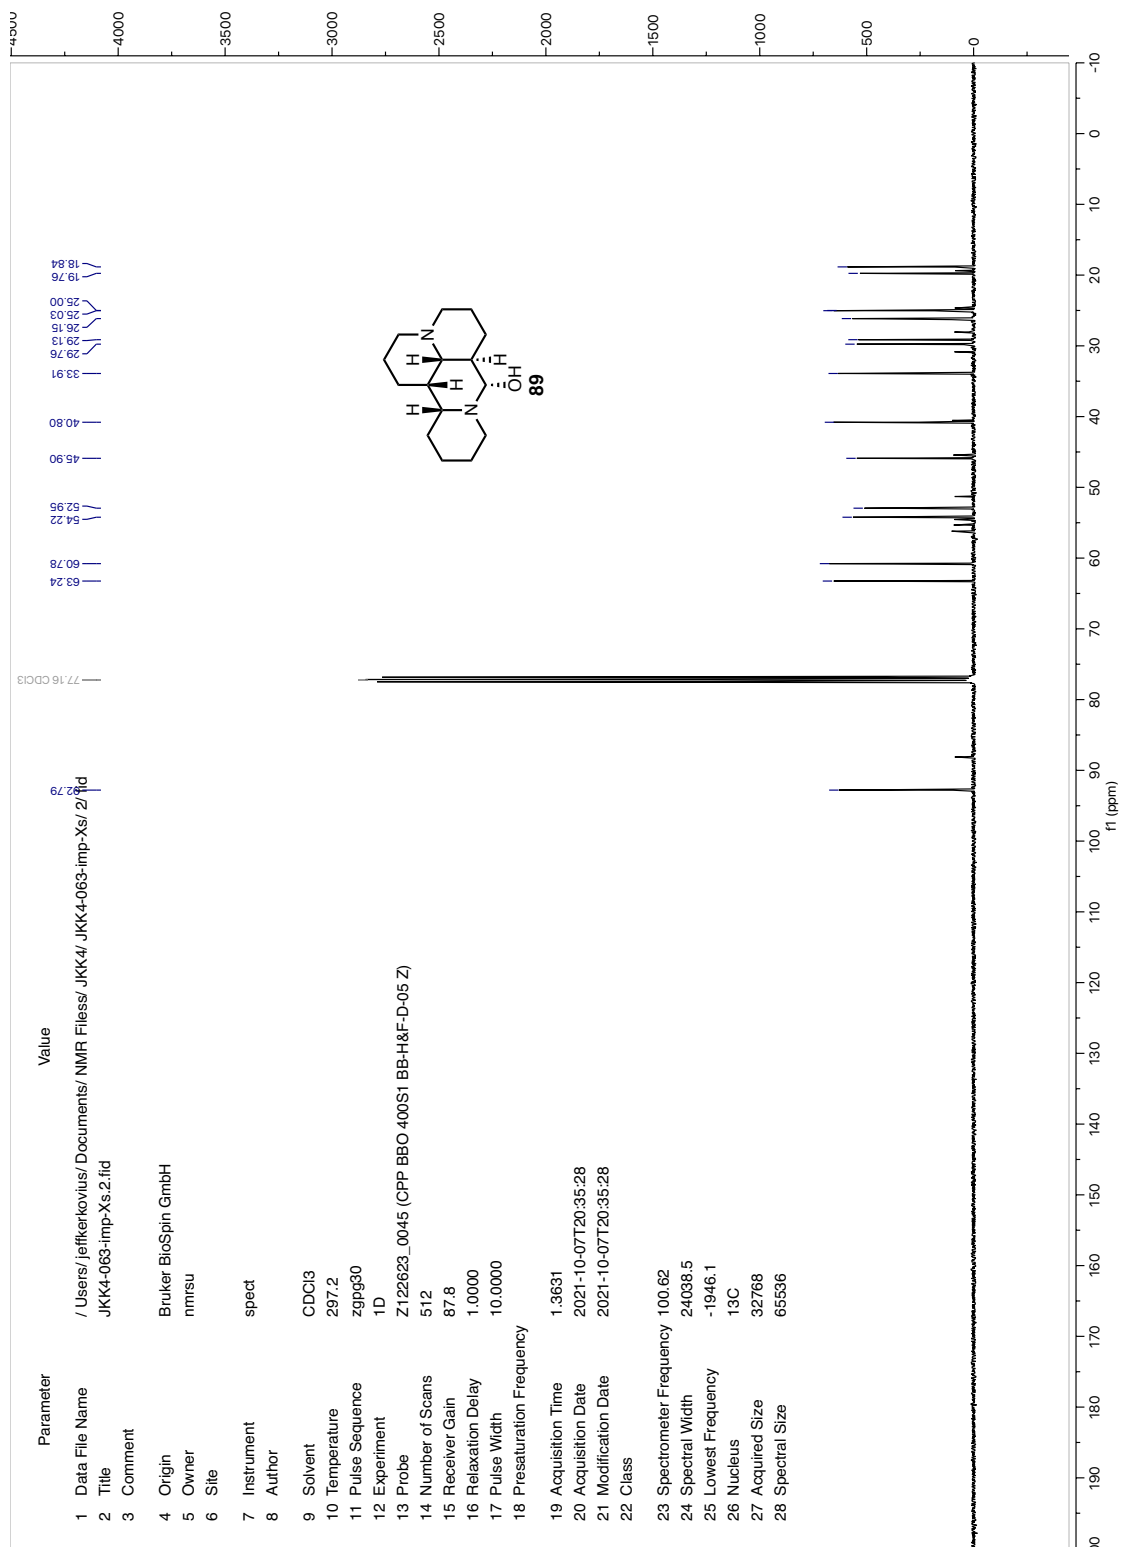 Parameter Value
1 Data File Name / Users/ jeffkerkovius/ Documents/ NMR Filess/ JKK4/ JKK4-063-imp-Xs/ 2/ fid
2 Title JKK4-063-imp-Xs.2.fid
3 Comment
4 Origin Bruker BioSpin GmbH
5 Owner nmrsu
6 Site
7 Instrument spect
8 Author
9 Solvent CDCl3
10 Temperature 297.2
11 Pulse Sequence zgpg30
12 Experiment 1D
13 Probe Z122623_0045 (CPP BBO 400S1 BB-H&F-D-05 Z)
14 Number of Scans 512
15 Receiver Gain 87.8
16 Relaxation Delay 1.0000
17 Pulse Width 10.0000
18 Presaturation Frequency
19 Acquisition Time 1.3631
20 Acquisition Date 2021-10-07T20:35:28
21 Modification Date 2021-10-07T20:35:28
22 Class
23 Spectrometer Frequency 100.62
24 Spectral Width 24038.5
25 Lowest Frequency -1946.1
26 Nucleus 13C
27 Acquired Size 32768
28 Spectral Size 65536
92.79
77.16 CDCl3
63.24
60.78
54.22
52.95
45.90
40.80
33.91
29.76
29.13
26.15
25.03
25.00
19.76
18.84
H
H
N
H
N
H
OH
89
4500
4000
3500
3000
2500
2000
1500
1000
500
0
190 180 170 160 150 140 130 120 110 100 90 80 70 60 50 40 30 20 10 0 -10
f1 (ppm)